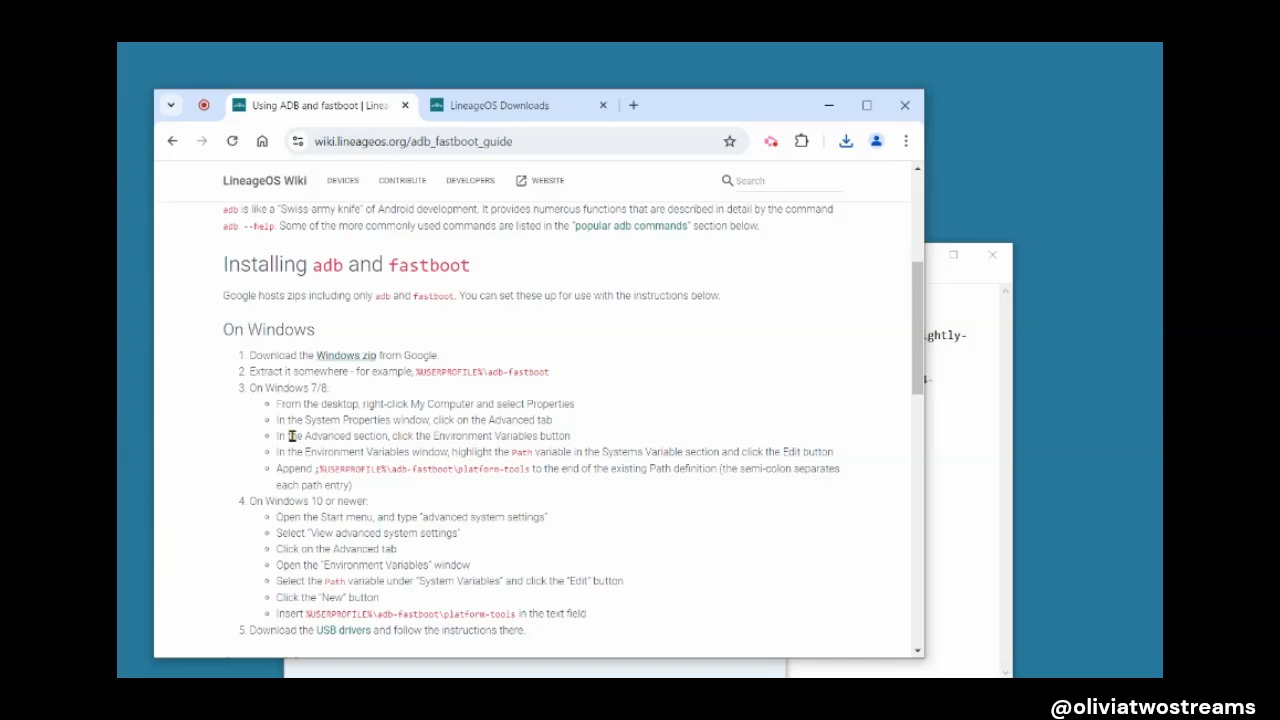 Using ADB and fastboot | Linea
LineageOS Downloads
wiki.lineageos.org/adb_fastboot_guide
LineageOS Wiki DEVICES CONTRIBUTE DEVELOPERS WEBSITE Search
adb is like a “Swiss-army knife” of Android development. It provides numerous functions that are described in detail by the command
adb --help. Some of the more commonly used commands are listed in the “popular adb commands” section below.
Installing adb and fastboot
Google hosts zips including only adb and fastboot. You can set these up for use with the instructions below.
On Windows
1. Download the Windows zip from Google.
2. Extract it somewhere - for example, %USERPROFILE%\adb-fastboot
3. On Windows 7/8:
From the desktop, right-click My Computer and select Properties
In the System Properties window, click on the Advanced tab
In the Advanced section, click the Environment Variables button
In the Environment Variables window, highlight the Path variable in the Systems Variable section and click the Edit button
Append ;%USERPROFILE%\adb-fastboot\platform-tools to the end of the existing Path definition (the semi-colon separates
each path entry)
4. On Windows 10 or newer:
Open the Start menu, and type “advanced system settings”
Select “View advanced system settings”
Click on the Advanced tab
Open the “Environment Variables” window
Select the Path variable under “System Variables” and click the “Edit” button
Click the “New” button
Insert %USERPROFILE%\adb-fastboot\platform-tools in the text field
5. Download the USB drivers and follow the instructions there.
ightly-
@oliviatwostreams